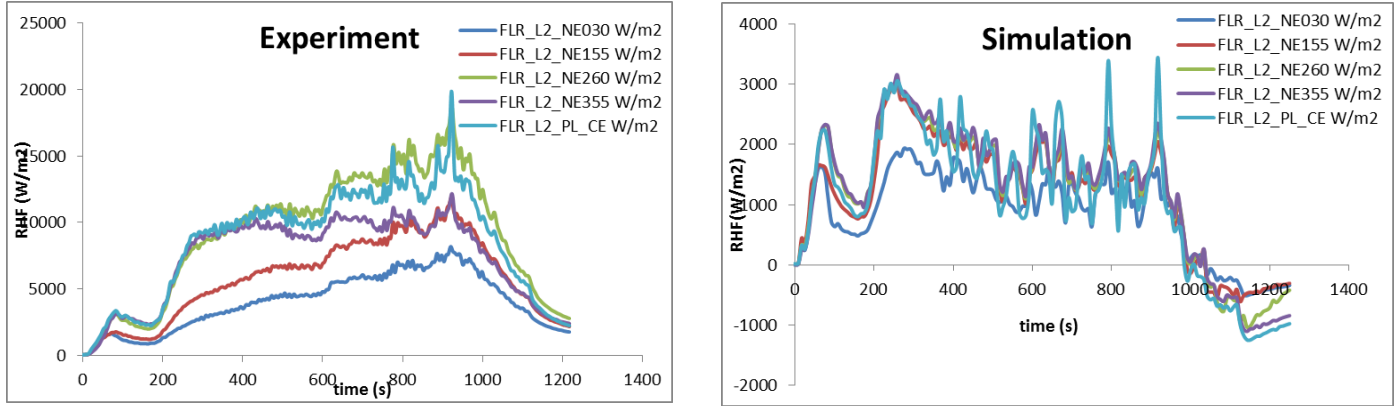 Experiment
FLR_L2_NE030 W/m2
FLR_L2_NE155 W/m2
FLR_L2_NE260 W/m2
FLR_L2_NE355 W/m2
FLR_L2_PL_CE W/m2
RHF (W/m2)
25000
20000
15000
10000
5000
0
0 200 400 600 800 1000 1200 1400
time (s)
Simulation
FLR_L2_NE030 W/m2
FLR_L2_NE155 W/m2
FLR_L2_NE260 W/m2
FLR_L2_NE355 W/m2
FLR_L2_PL_CE W/m2
RHF(W/m2)
4000
3000
2000
1000
0
-1000
-2000
0 200 400 600 800 1000 1200 1400
time (s)